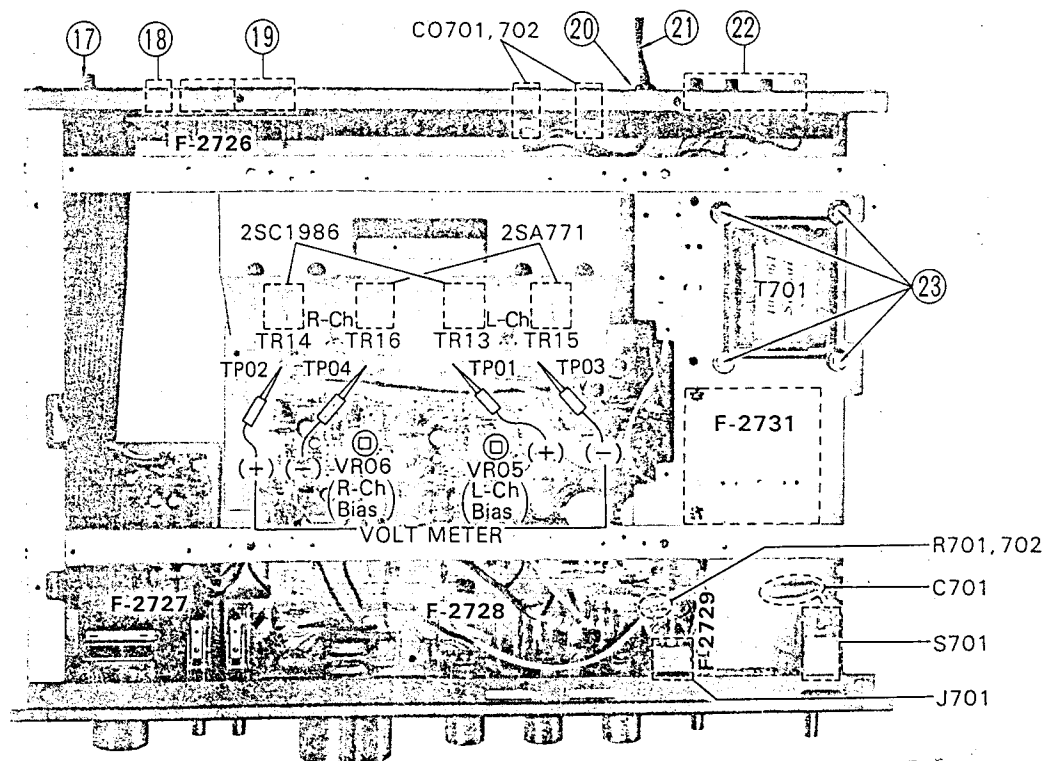 17 18 19 CO701, 702 20 21 22
F-2726
2SC1986 2SA771
T701 23
R-Ch L-Ch
TR14 TR16 TR13 TR15
TP02 TP04 TP01 TP03
F-2731
(+) (−) VR06 VR05 (+) (−)
(R-Ch Bias) (L-Ch Bias)
VOLT METER
R701, 702
F-2727 F-2728 F-2729 C701
S701
J701